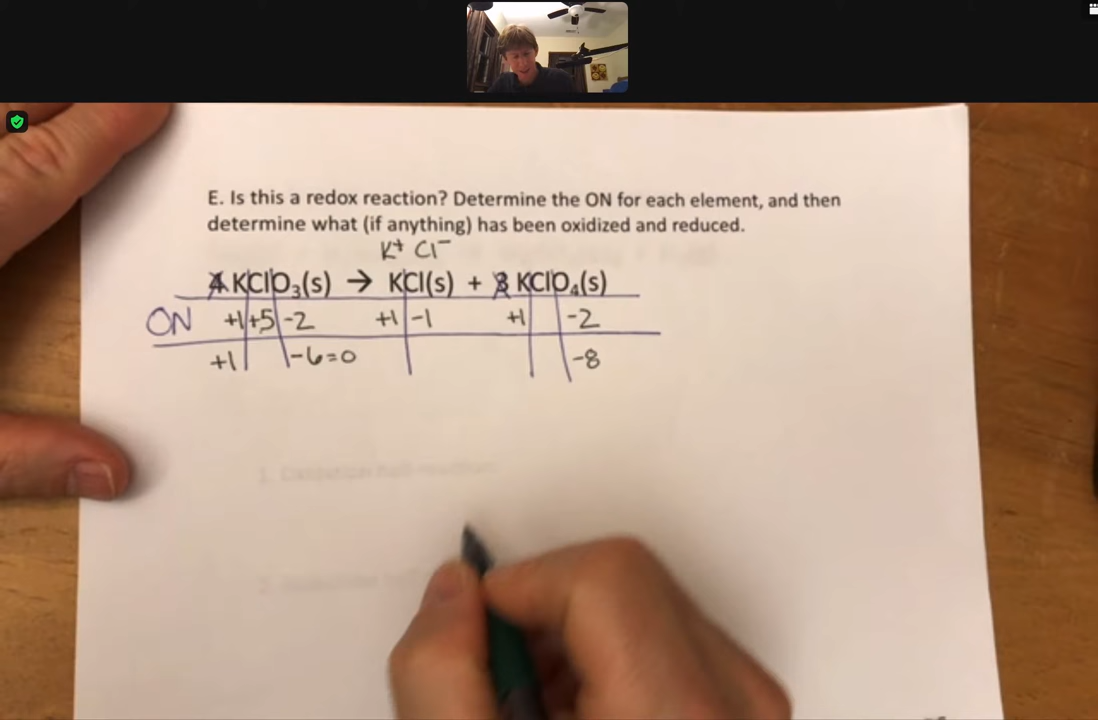 E. Is this a redox reaction? Determine the ON for each element, and then
determine what (if anything) has been oxidized and reduced.
K⁺ Cl⁻
4 KClO₃(s) → KCl(s) + 3 KClO₄(s)
ON +1 +5 -2 +1 -1 +1 -2
+1 -6=0 -8